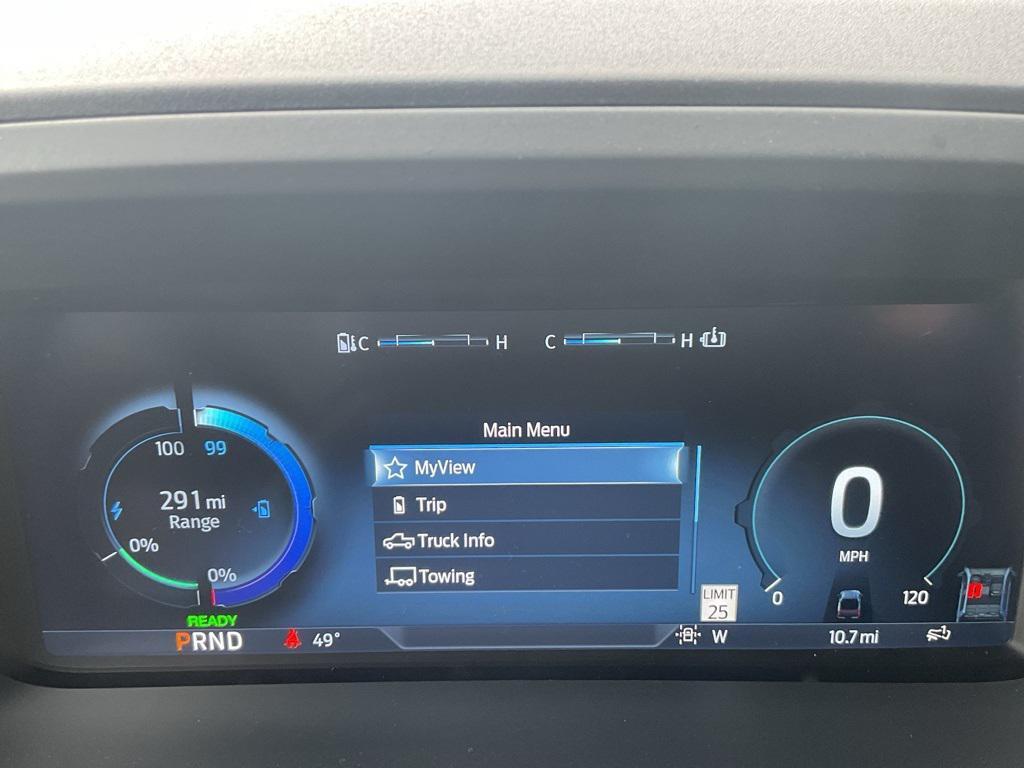 C H C H
Main Menu
MyView
Trip
Truck Info
Towing
100 99
291 mi
Range
0%
0%
READY
PRND
49°
LIMIT
25
W
0
MPH
0 120
10.7 mi